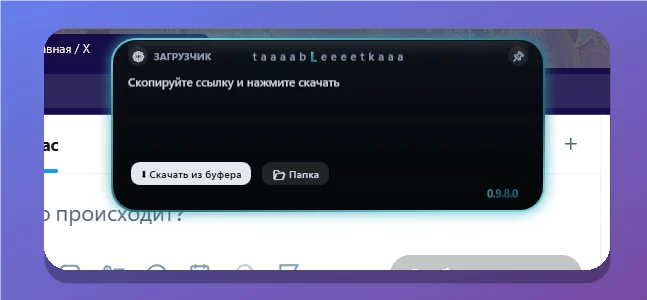 авная / X
ЗАГРУЗЧИК
taaaabLeeeetkaaa
Скопируйте ссылку и нажмите скачать
ас
Скачать из буфера
Папка
0.9.8.0
о происходит?